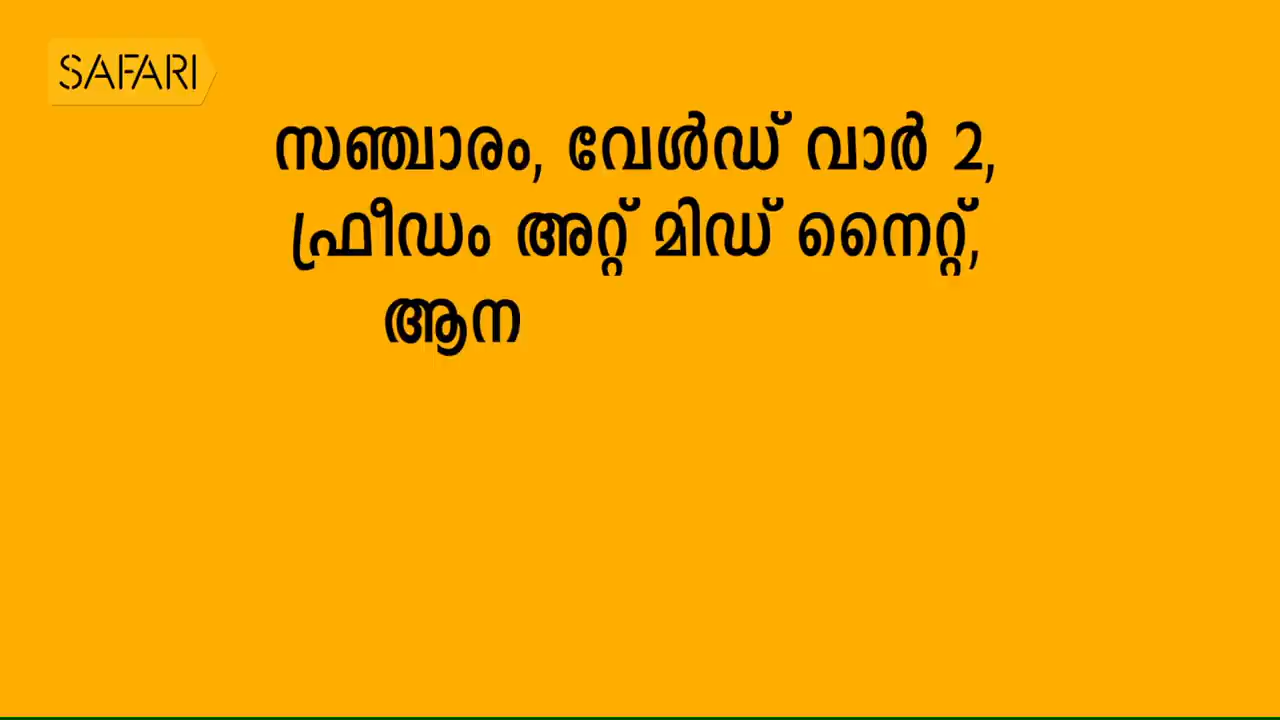 SAFARI
സഞ്ചാരം, വേൾഡ് വാർ 2,
ഫ്രീഡം അറ്റ് മിഡ് നൈറ്റ്,
ആന